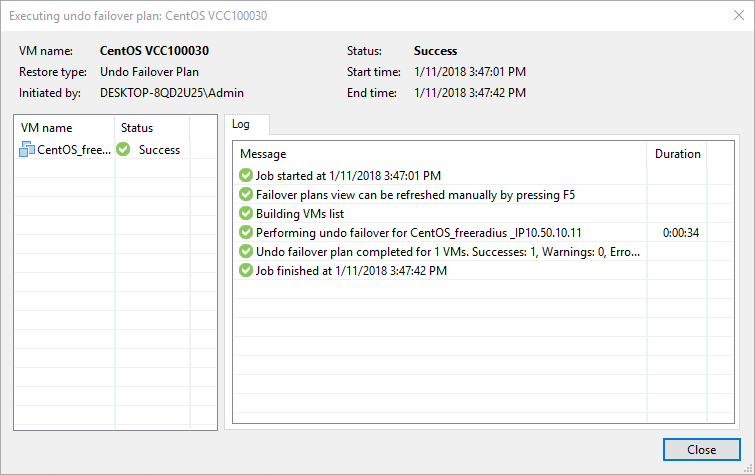 Executing undo failover plan: CentOS VCC100030
VM name: CentOS VCC100030 Status: Success
Restore type: Undo Failover Plan Start time: 1/11/2018 3:47:01 PM
Initiated by: DESKTOP-8QD2U25\Admin End time: 1/11/2018 3:47:42 PM
VM name Status
CentOS_free... Success
Log
Message Duration
Job started at 1/11/2018 3:47:01 PM
Failover plans view can be refreshed manually by pressing F5
Building VMs list
Performing undo failover for CentOS_freeradius _IP10.50.10.11 0:00:34
Undo failover plan completed for 1 VMs. Successes: 1, Warnings: 0, Erro...
Job finished at 1/11/2018 3:47:42 PM
Close